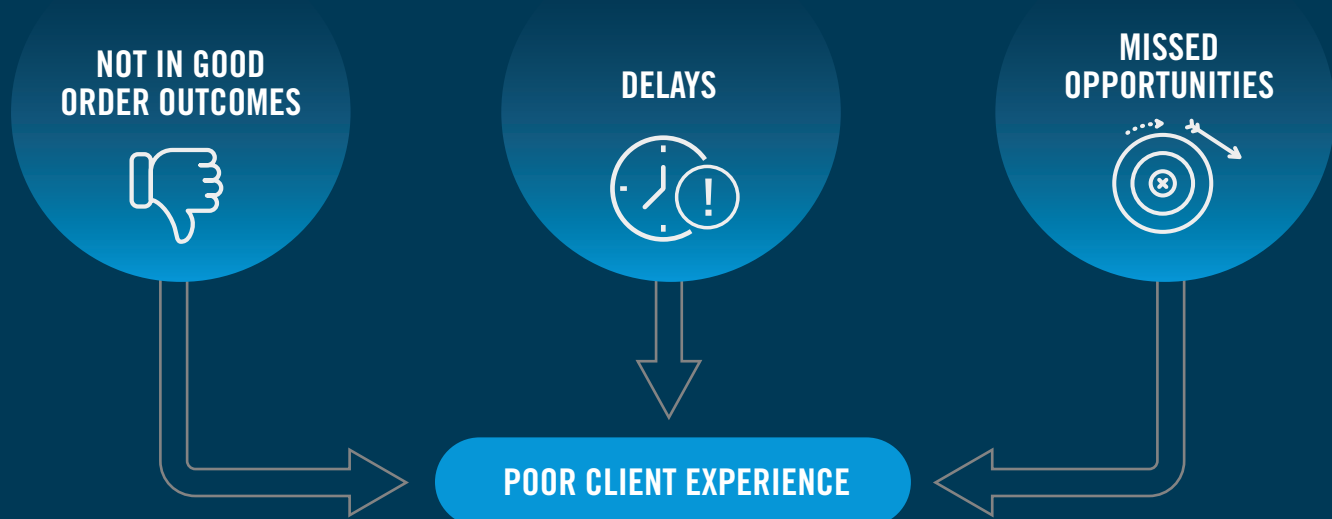 NOT IN GOOD
ORDER OUTCOMES
DELAYS
MISSED
OPPORTUNITIES
POOR CLIENT EXPERIENCE